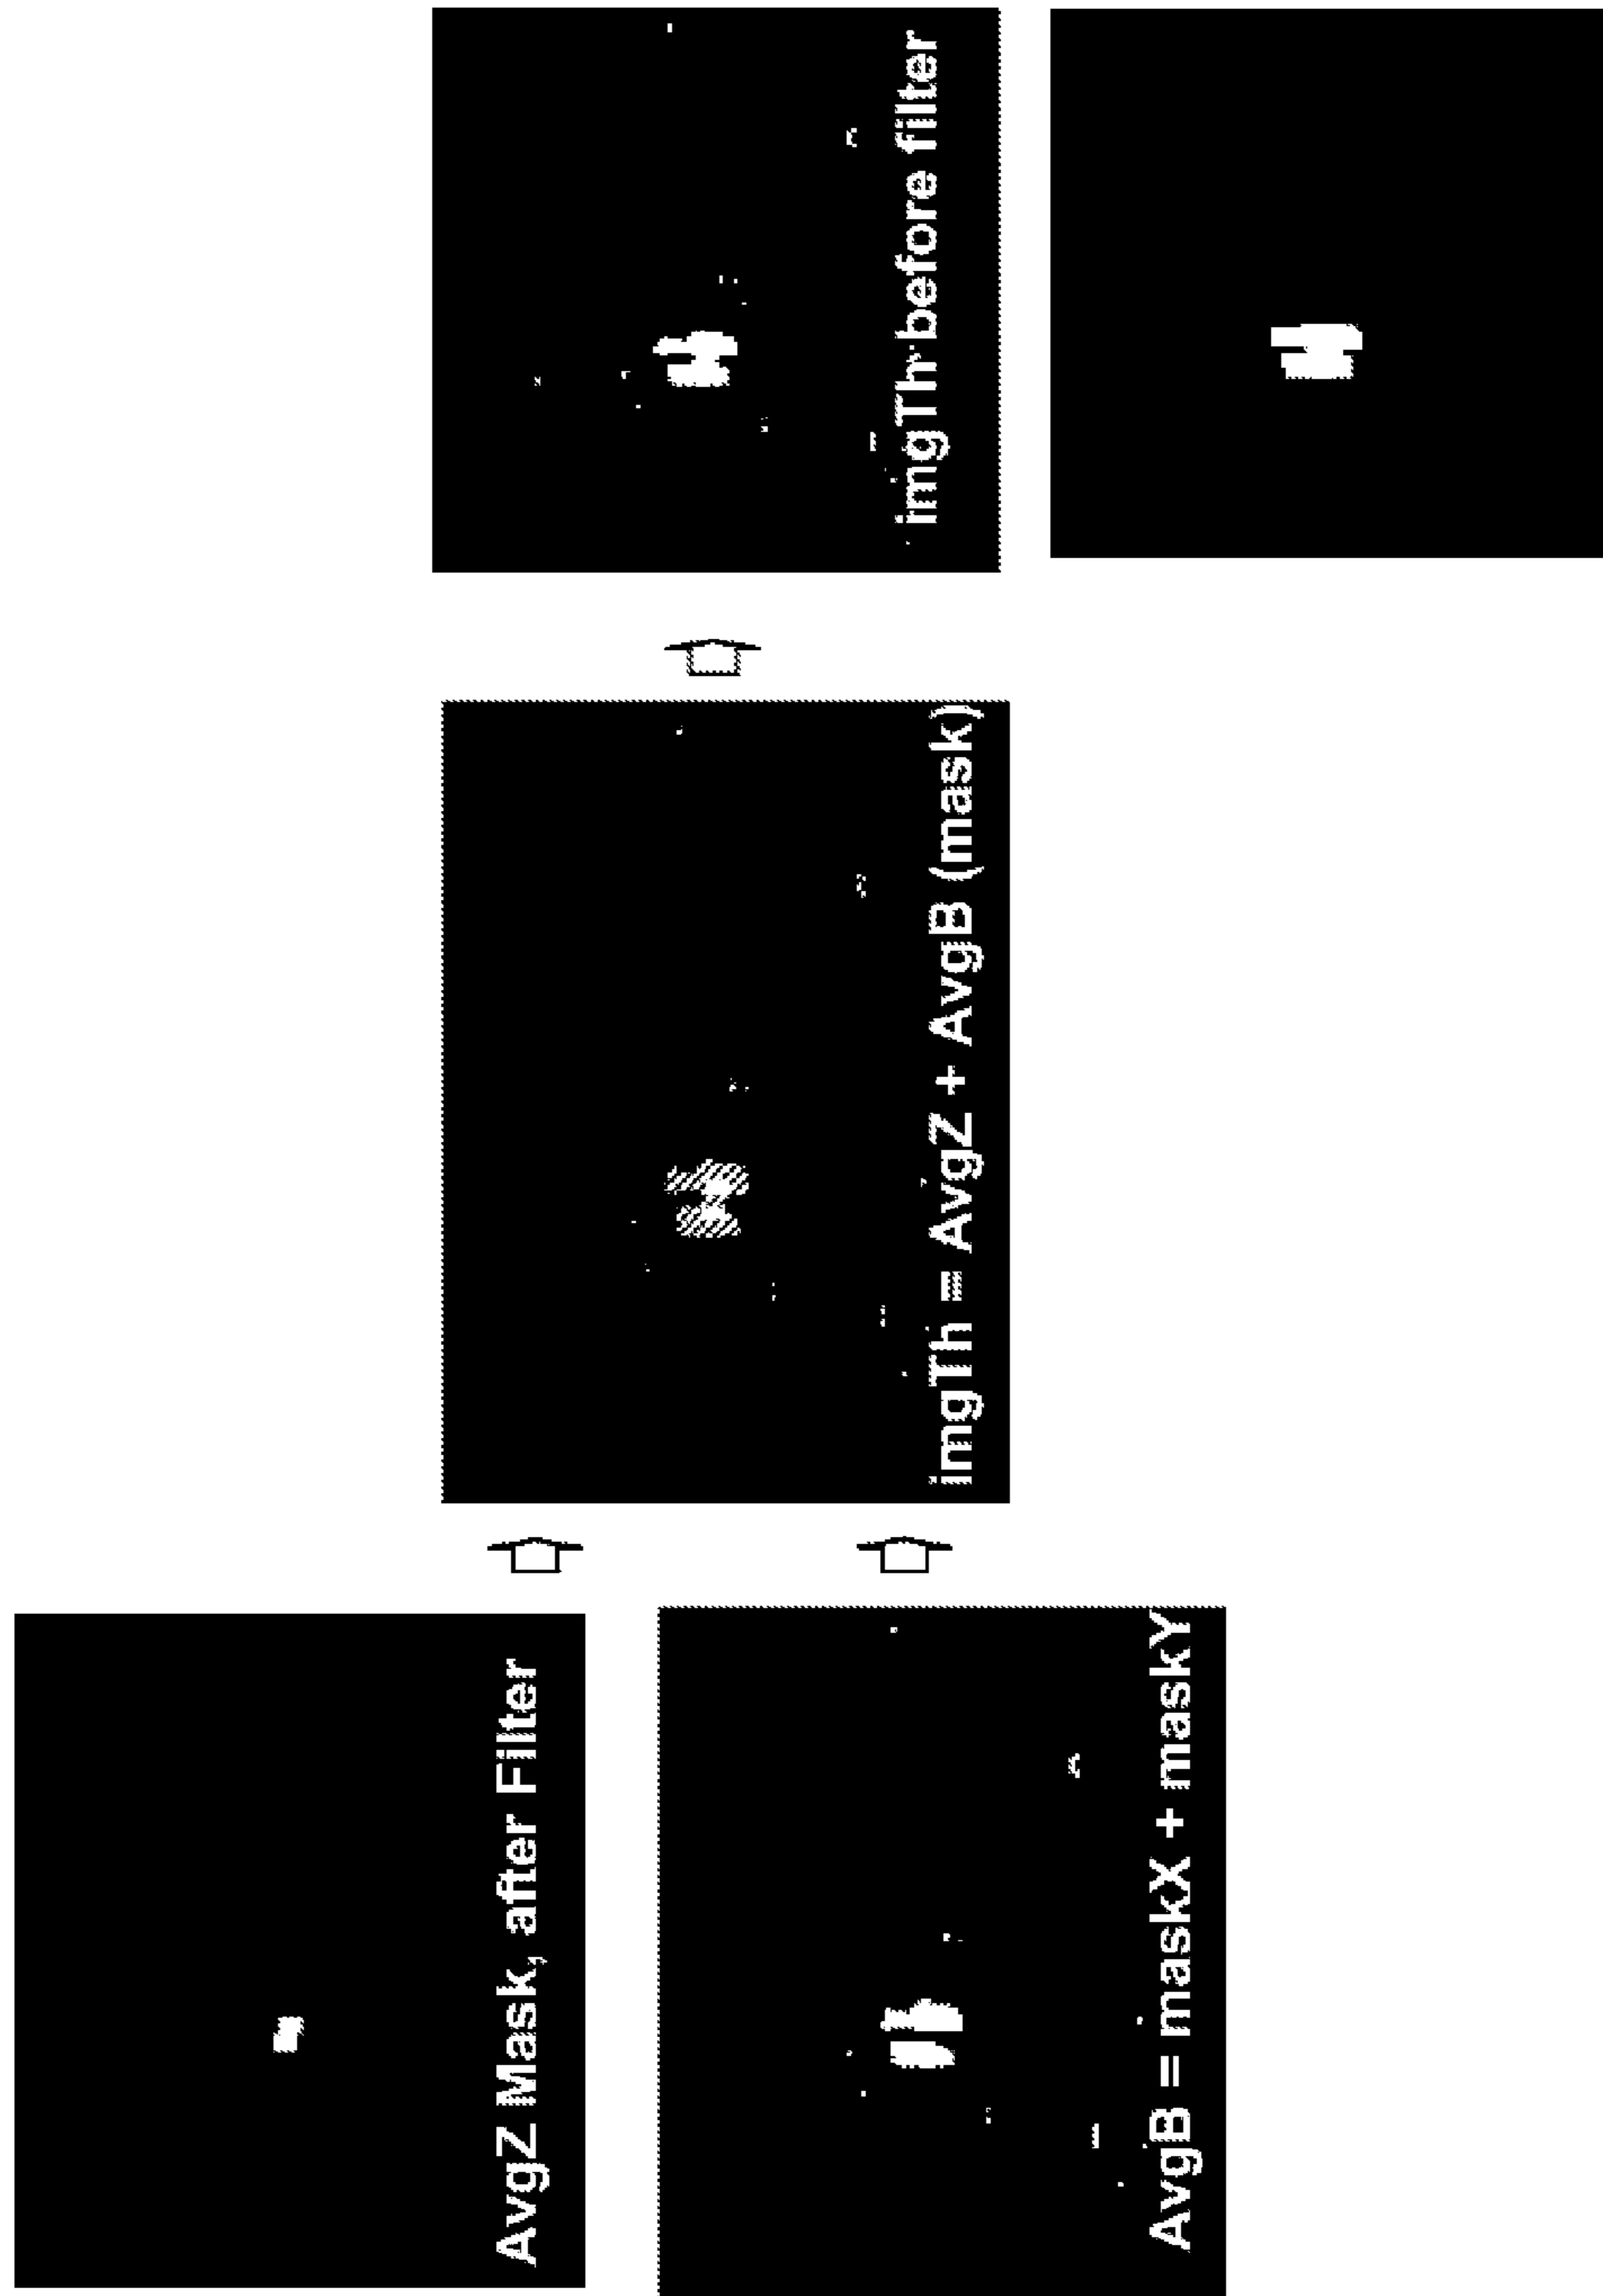 AvgZ Mask, after Filter
AvgB = maskX + maskY
imgTh = AvgZ + AvgB (mask)
imgTh before filter